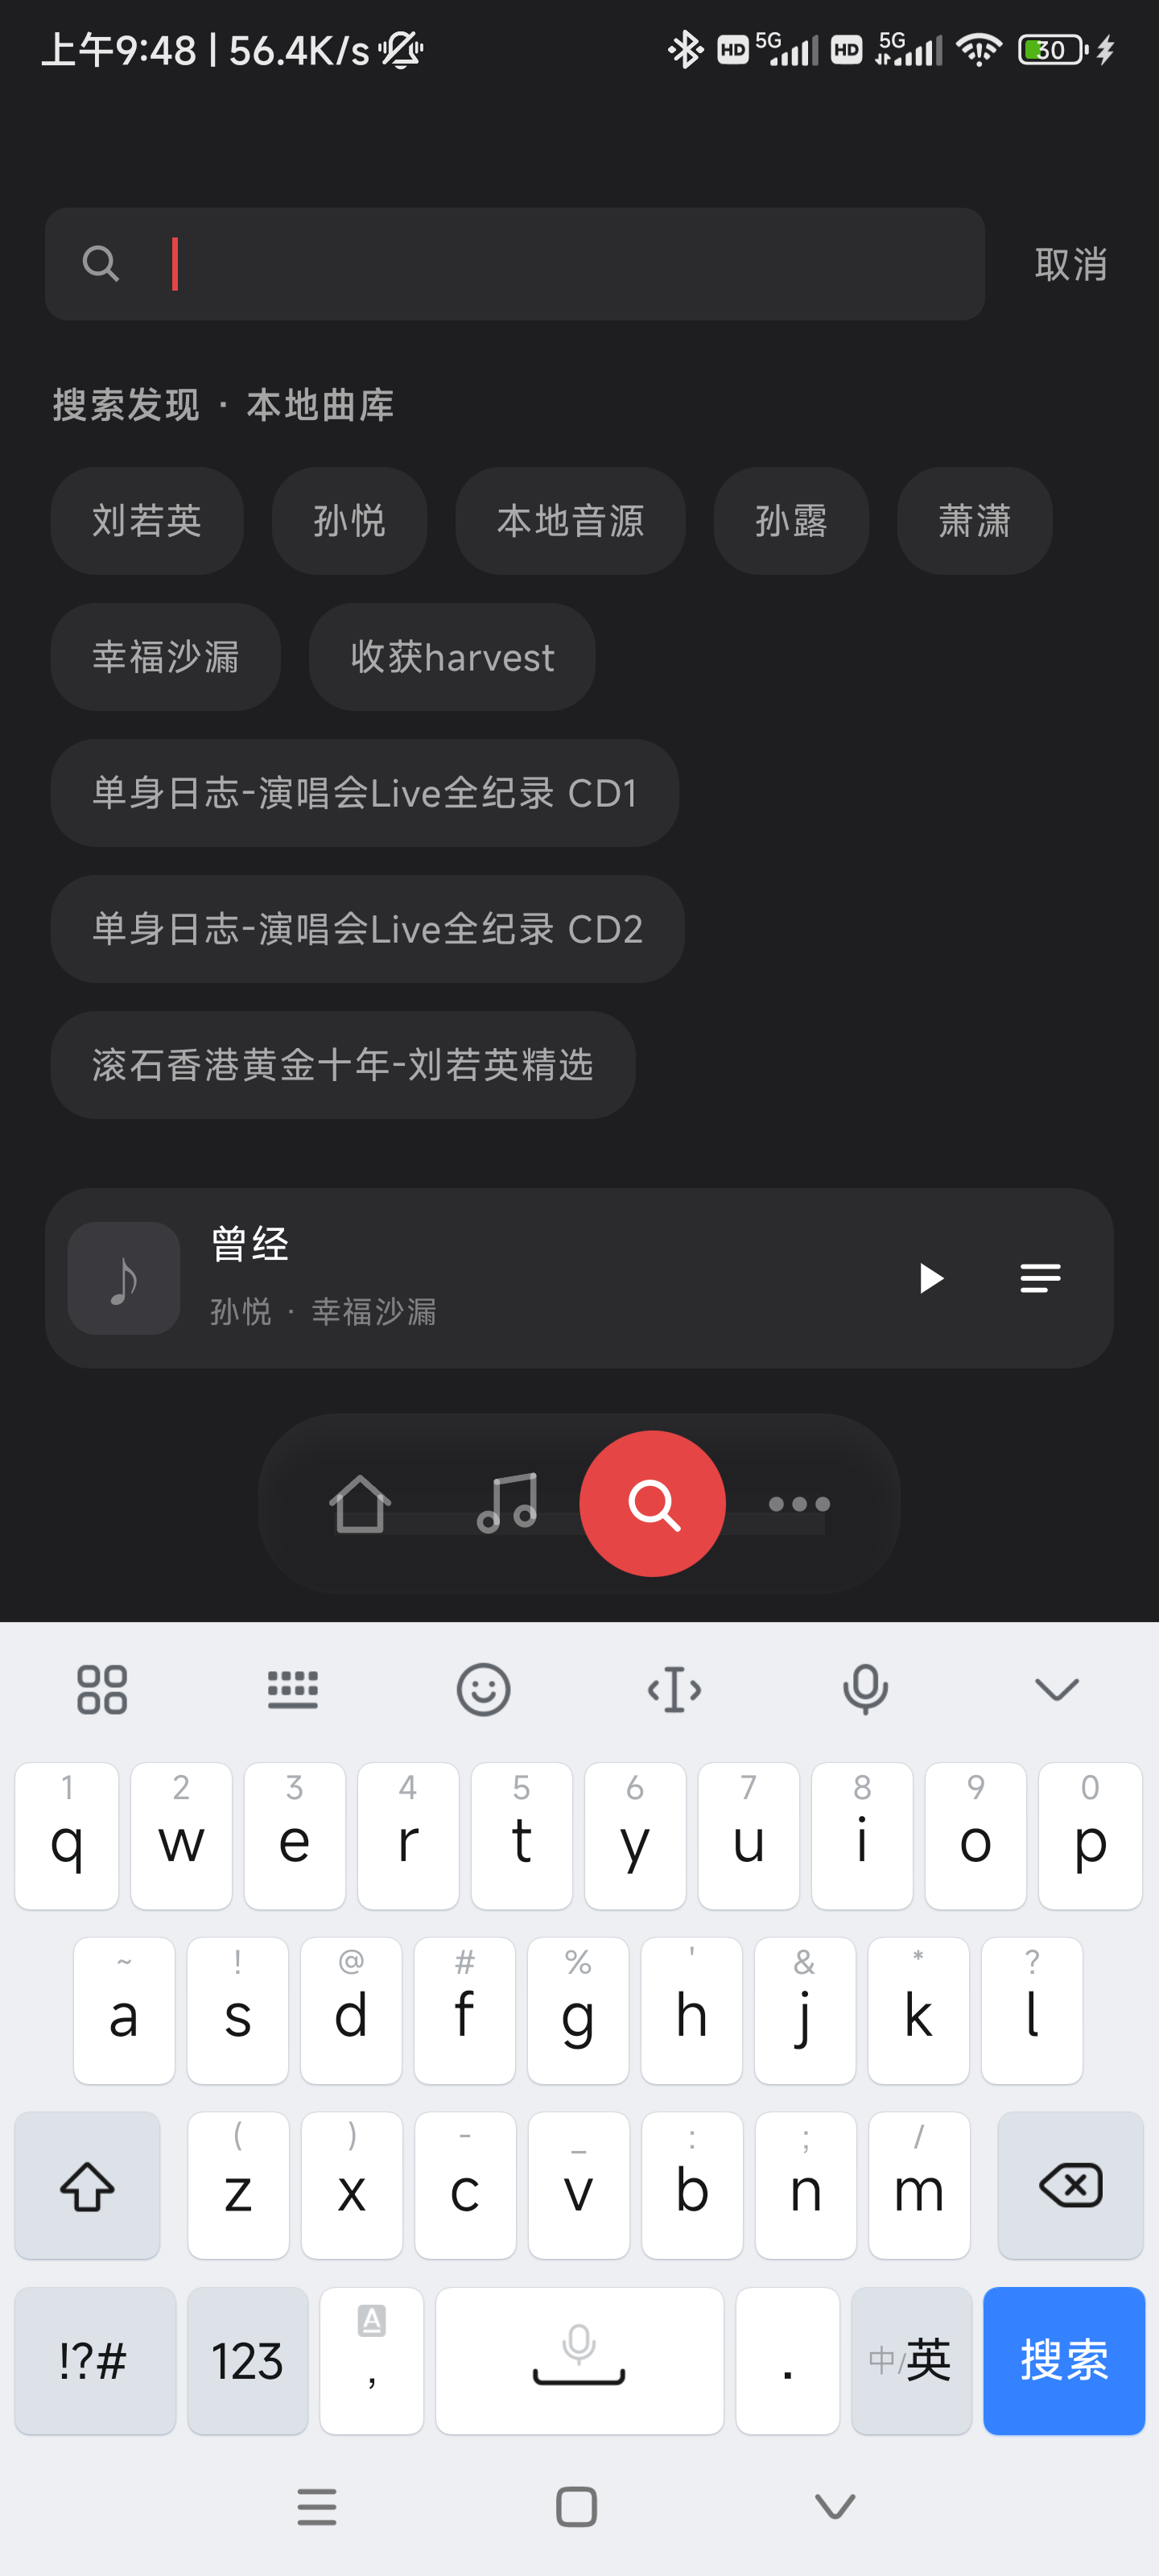 上午9:48 | 56.4K/s HD 5G HD 5G 30
取消
搜索发现 · 本地曲库
刘若英 孙悦 本地音源 孙露 萧潇
幸福沙漏 收获harvest
单身日志-演唱会Live全纪录 CD1
单身日志-演唱会Live全纪录 CD2
滚石香港黄金十年-刘若英精选
曾经
孙悦 · 幸福沙漏
1 2 3 4 5 6 7 8 9 0
q w e r t y u i o p
~ ! @ # % ' & * ?
a s d f g h j k l
( ) - _ : ; /
z x c v b n m
A
!?# 123 , . 中/英 搜索